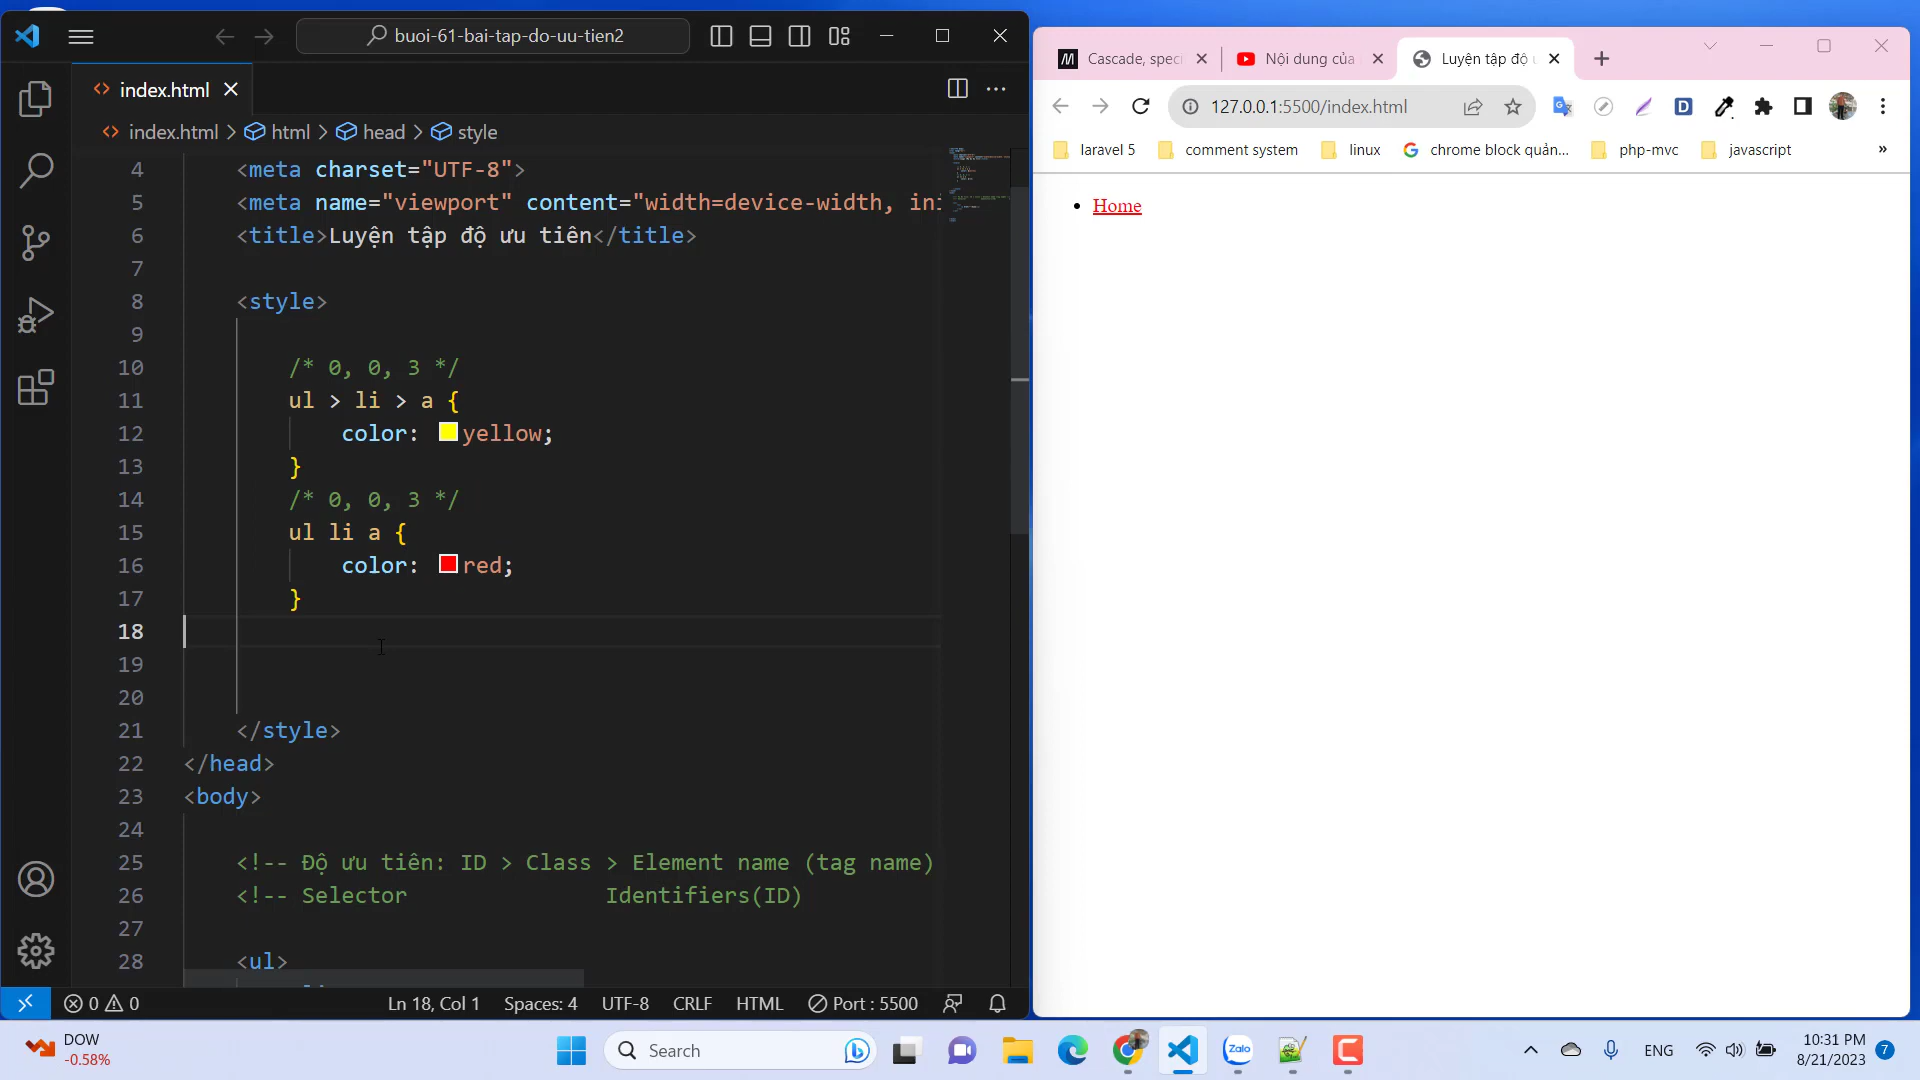 buoi-61-bai-tap-do-uu-tien2
index.html
index.html > html > head > style
4 <meta charset="UTF-8">
5 <meta name="viewport" content="width=device-width, ini
6 <title>Luyện tập độ ưu tiên</title>
7
8 <style>
9
10 /* 0, 0, 3 */
11 ul > li > a {
12 color: yellow;
13 }
14 /* 0, 0, 3 */
15 ul li a {
16 color: red;
17 }
18
19
20
21 </style>
22 </head>
23 <body>
24
25 <!-- Độ ưu tiên: ID > Class > Element name (tag name)
26 <!-- Selector Identifiers(ID)
27
28 <ul>
0 0 Ln 18, Col 1 Spaces: 4 UTF-8 CRLF HTML Port : 5500
Cascade, speci Nội dung của Luyện tập độ ư
127.0.0.1:5500/index.html
laravel 5 comment system linux chrome block quản... php-mvc javascript »
Home
DOW
-0.58%
Search
Zalo
ENG
10:31 PM
8/21/2023
7